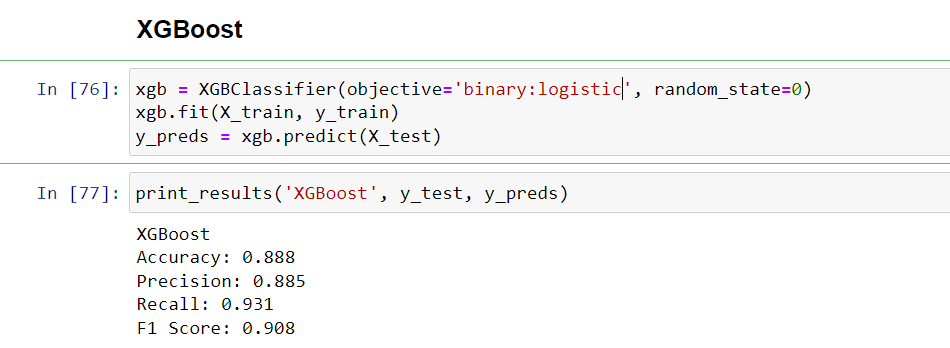 XGBoost
In [76]: xgb = XGBClassifier(objective='binary:logistic', random_state=0)
xgb.fit(X_train, y_train)
y_preds = xgb.predict(X_test)
In [77]: print_results('XGBoost', y_test, y_preds)
XGBoost
Accuracy: 0.888
Precision: 0.885
Recall: 0.931
F1 Score: 0.908